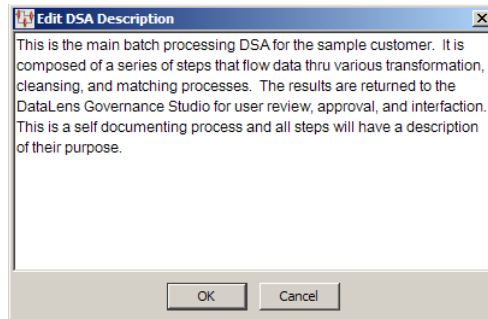 Edit DSA Description
This is the main batch processing DSA for the sample customer.  It is
composed of a series of steps that flow data thru various transformation,
cleansing, and matching processes.  The results are returned to the
DataLens Governance Studio for user review, approval, and interfaction.
This is a self documenting process and all steps will have a description
of their purpose.
OK Cancel